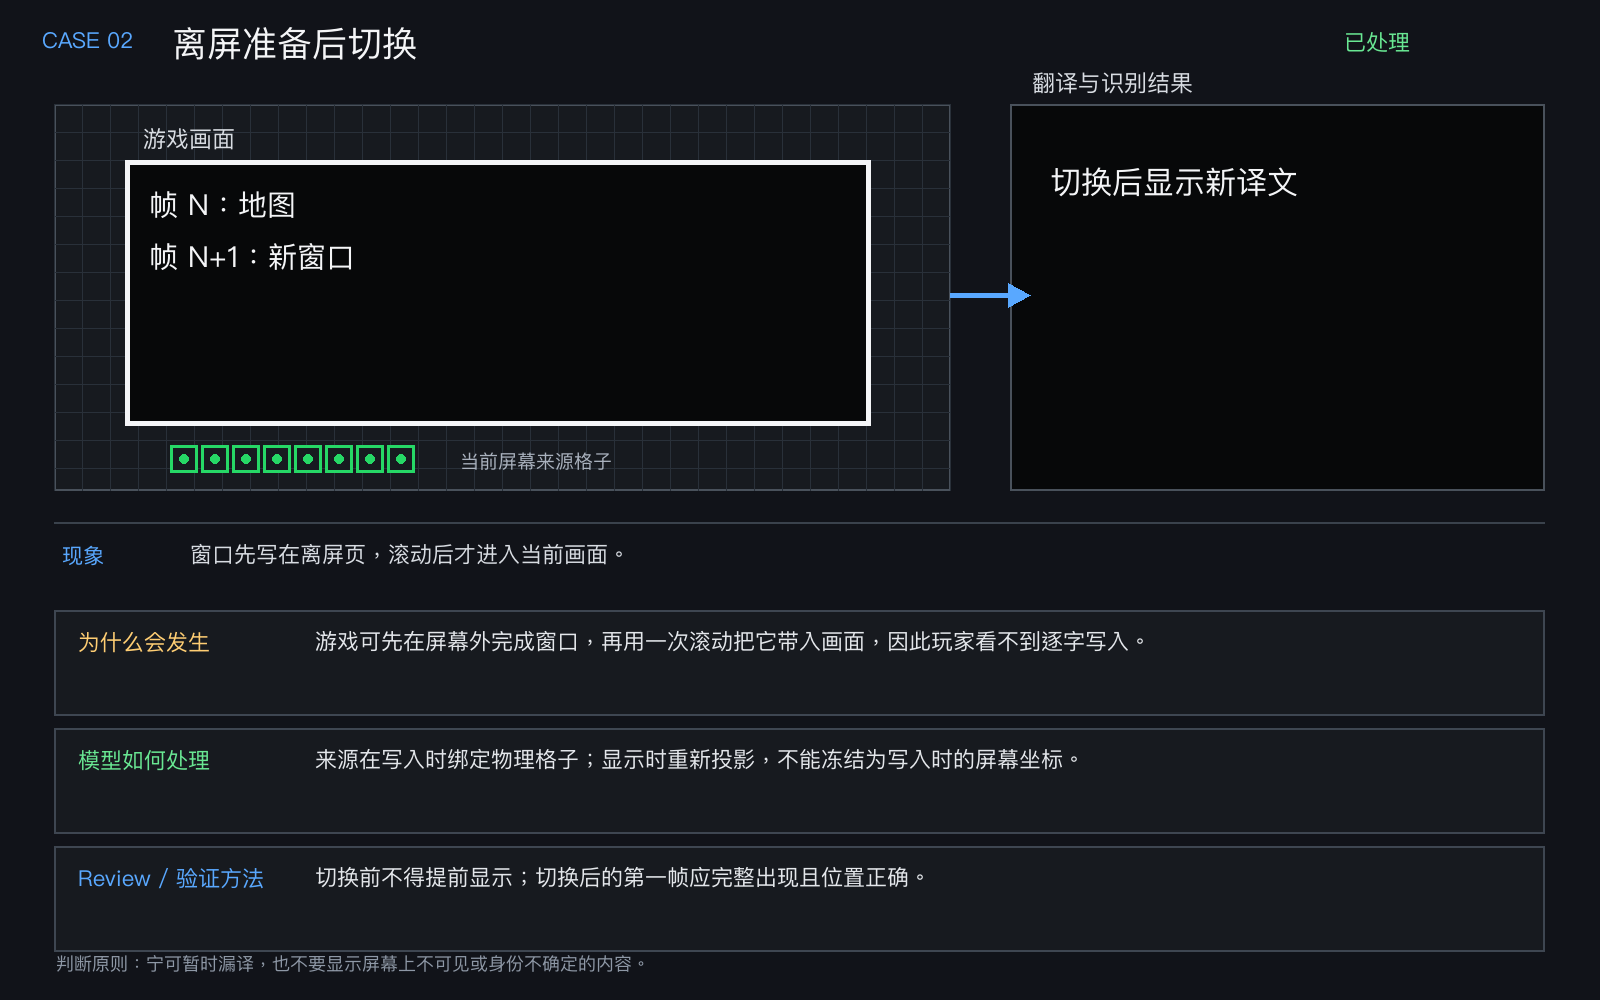 CASE 02
离屏准备后切换
已处理
翻译与识别结果
游戏画面
帧 N：地图
帧 N+1：新窗口
切换后显示新译文
当前屏幕来源格子
现象
窗口先写在离屏页，滚动后才进入当前画面。
为什么会发生
游戏可先在屏幕外完成窗口，再用一次滚动把它带入画面，因此玩家看不到逐字写入。
模型如何处理
来源在写入时绑定物理格子；显示时重新投影，不能冻结为写入时的屏幕坐标。
Review / 验证方法
切换前不得提前显示；切换后的第一帧应完整出现且位置正确。
判断原则：宁可暂时漏译，也不要显示屏幕上不可见或身份不确定的内容。